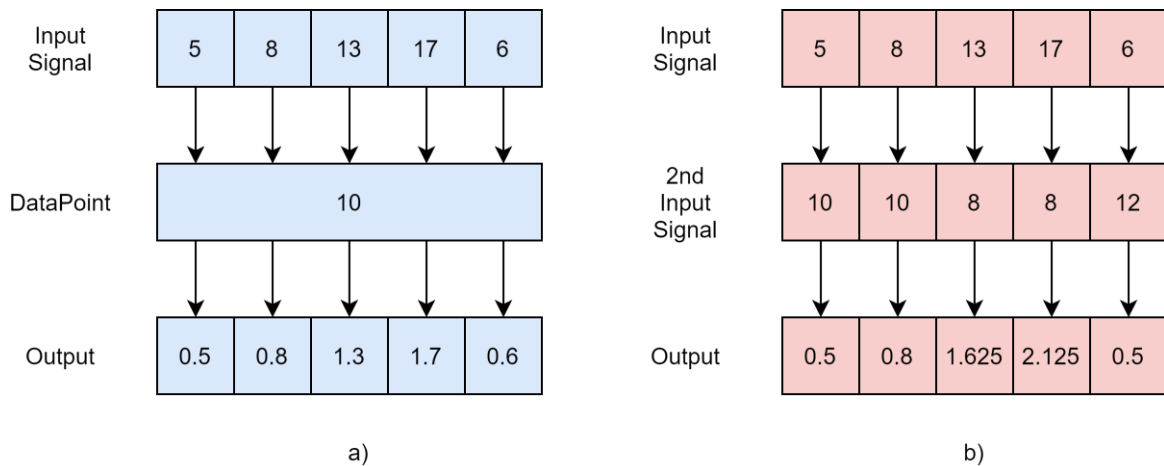 Input
Signal
5 8 13 17 6
DataPoint
10
Output
0.5 0.8 1.3 1.7 0.6
a)
Input
Signal
5 8 13 17 6
2nd
Input
Signal
10 10 8 8 12
Output
0.5 0.8 1.625 2.125 0.5
b)